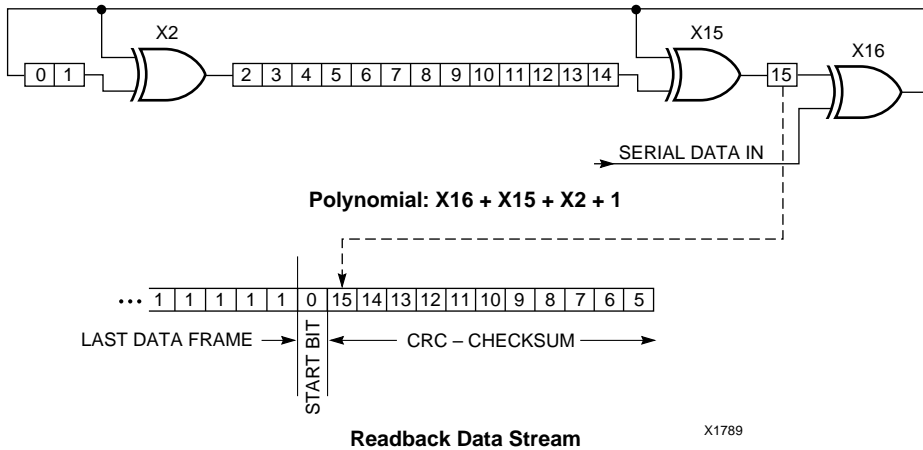 X2
X15
X16
0 1
2 3 4 5 6 7 8 9 10 11 12 13 14
15
SERIAL DATA IN
Polynomial: X16 + X15 + X2 + 1
••• 1 1 1 1 1 0 15 14 13 12 11 10 9 8 7 6 5
LAST DATA FRAME
START BIT
CRC – CHECKSUM
Readback Data Stream
X1789